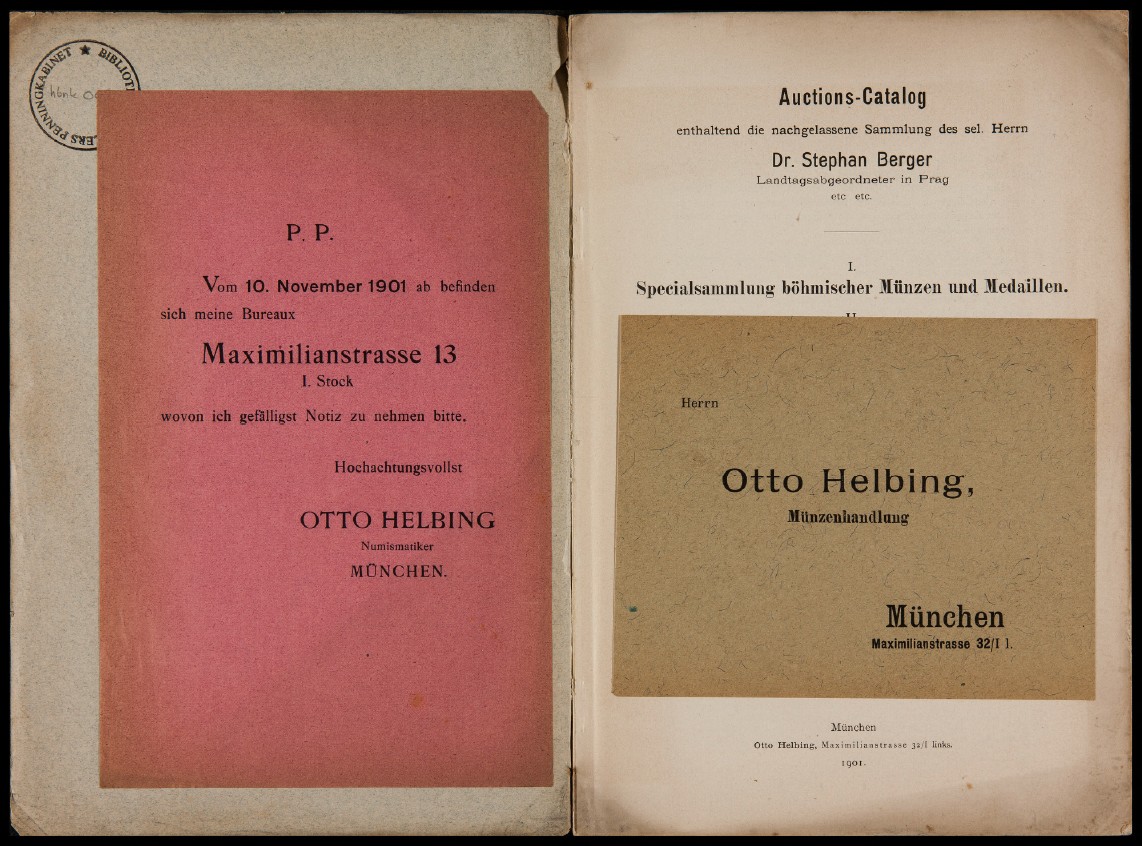 PENNINGKABINET ★
hbnk
P. P.
Vom 10. November 1901 ab befinden
sich meine Bureaux
Maximilianstrasse 13
I. Stock
wovon ich gefälligst Notiz zu nehmen bitte.
Hochachtungsvollst
OTTO HELBING
Numismatiker
MÜNCHEN.
Auctions-Catalog
enthaltend die nachgelassene Sammlung des sel. Herrn
Dr. Stephan Berger
Landtagsabgeordneter in Prag
etc etc.
I.
Specialsammlung böhmischer Münzen und Medaillen.
Herrn
Otto Helbing,
Münzenhandlung
München
Maximilianstrasse 32/I l.
München
Otto Helbing, Maximilianstrasse 32/I links.
1901.